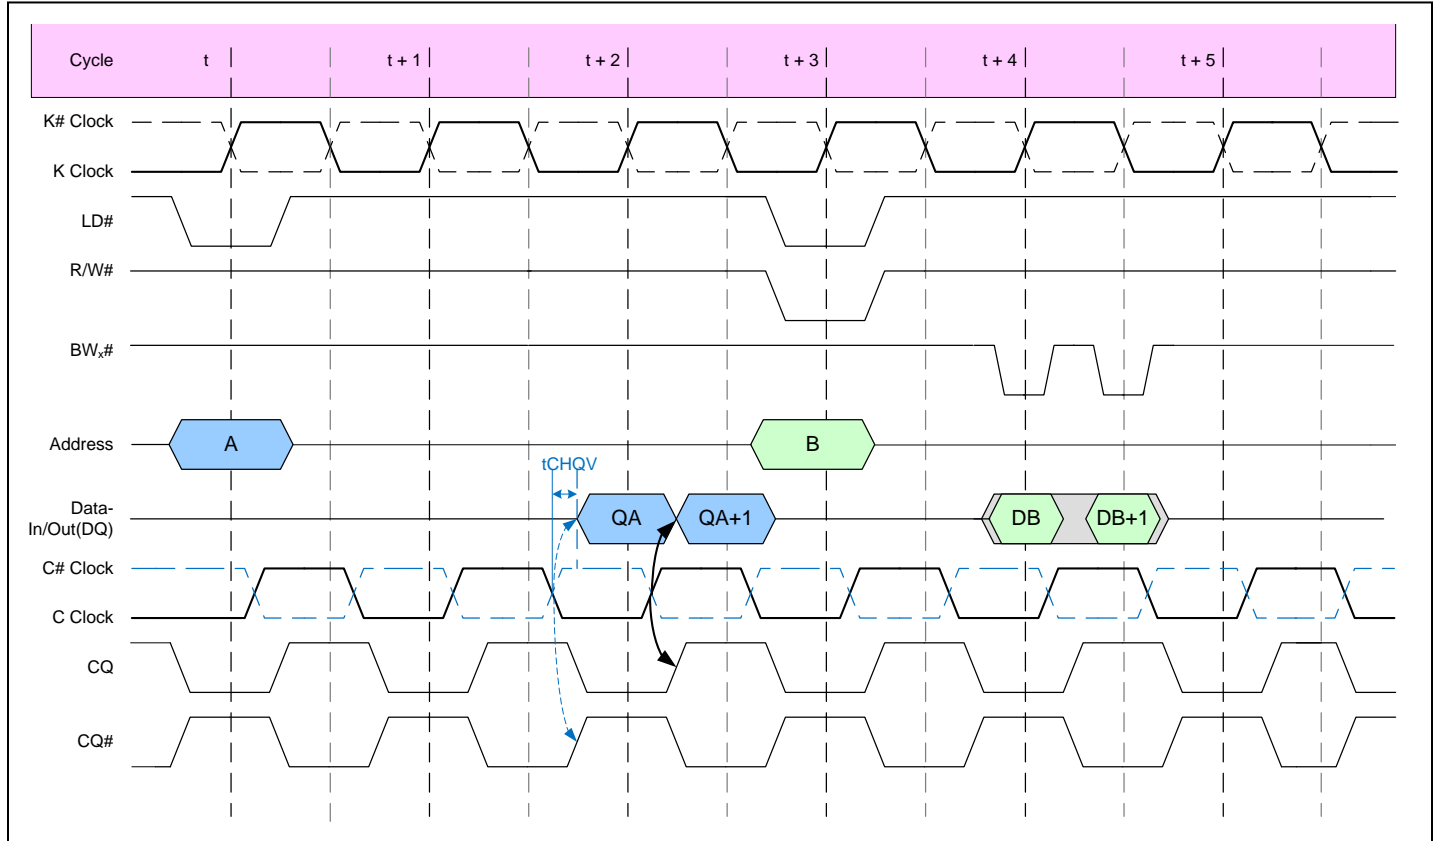 Cycle t t + 1 t + 2 t + 3 t + 4 t + 5
K# Clock
K Clock
LD#
R/W#
BWx#
Address A B
tCHQV
Data-
In/Out(DQ) QA QA+1 DB DB+1
C# Clock
C Clock
CQ
CQ#